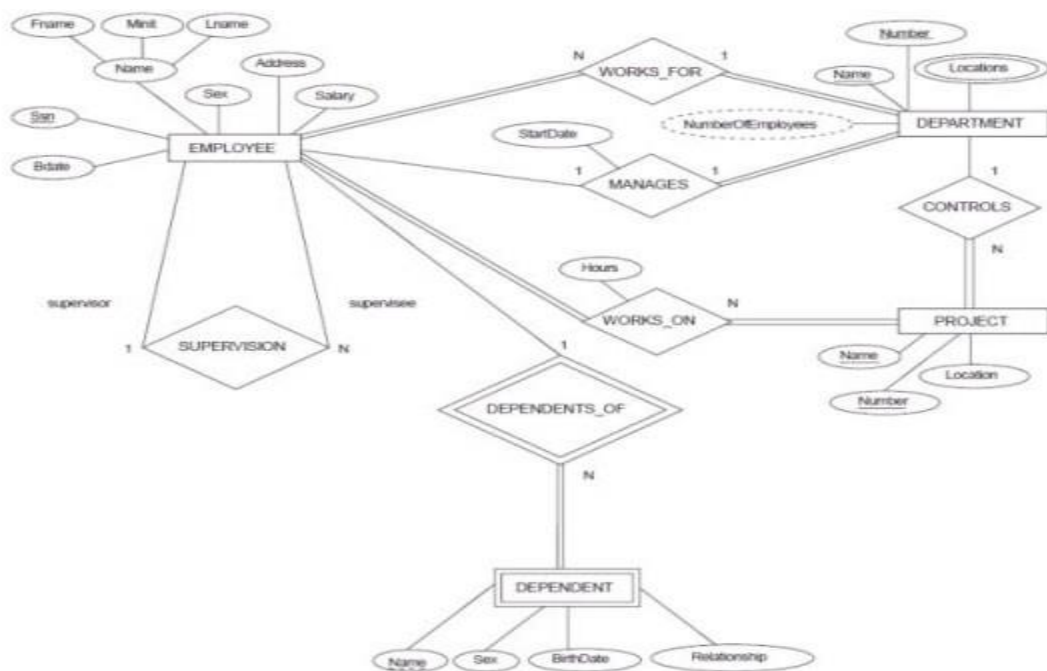 Fname
Minit
Lname
Name
Address
Sex
Salary
Ssn
Bdate
EMPLOYEE
N
WORKS_FOR
1
Number
Name
Locations
NumberOfEmployees
DEPARTMENT
StartDate
1
MANAGES
1
1
CONTROLS
N
supervisor
supervisee
1
SUPERVISION
N
Hours
WORKS_ON
N
PROJECT
Name
Location
Number
1
DEPENDENTS_OF
N
DEPENDENT
Name
Sex
BirthDate
Relationship